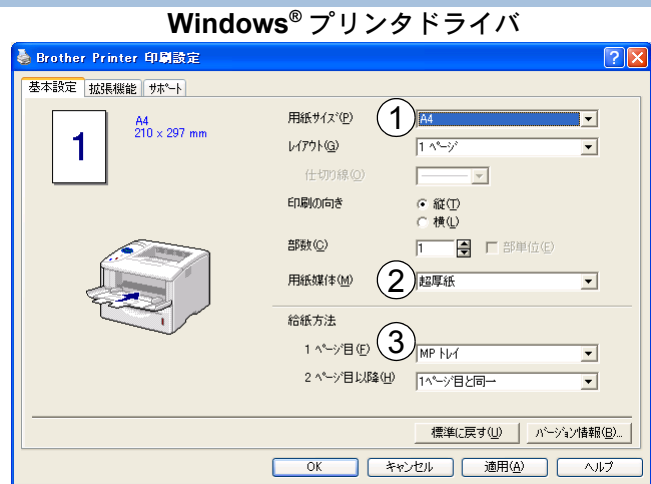 Windows® プリンタドライバ
Brother Printer 印刷設定
基本設定 拡張機能 サポート
A4
210 x 297 mm
1
用紙サイズ(P) ① A4
レイアウト(G) 1 ページ
仕切り線(O)
印刷の向き 縦(T)
横(L)
部数(C) 1 部単位(E)
用紙媒体(M) ② 超厚紙
給紙方法
1 ページ目(F) ③ MP トレイ
2 ページ目以降(H) 1ページ目と同一
標準に戻す(U) バージョン情報(B)...
OK キャンセル 適用(A) ヘルプ